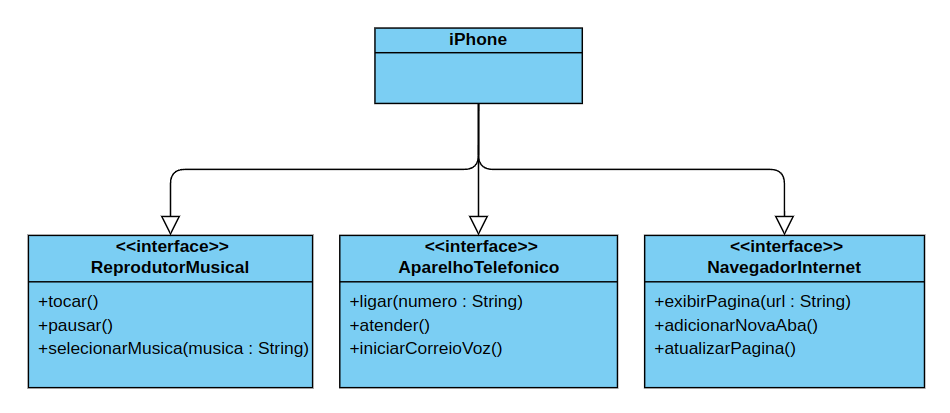 iPhone
<<interface>>
ReprodutorMusical
+tocar()
+pausar()
+selecionarMusica(musica : String)
<<interface>>
AparelhoTelefonico
+ligar(numero : String)
+atender()
+iniciarCorreioVoz()
<<interface>>
NavegadorInternet
+exibirPagina(url : String)
+adicionarNovaAba()
+atualizarPagina()